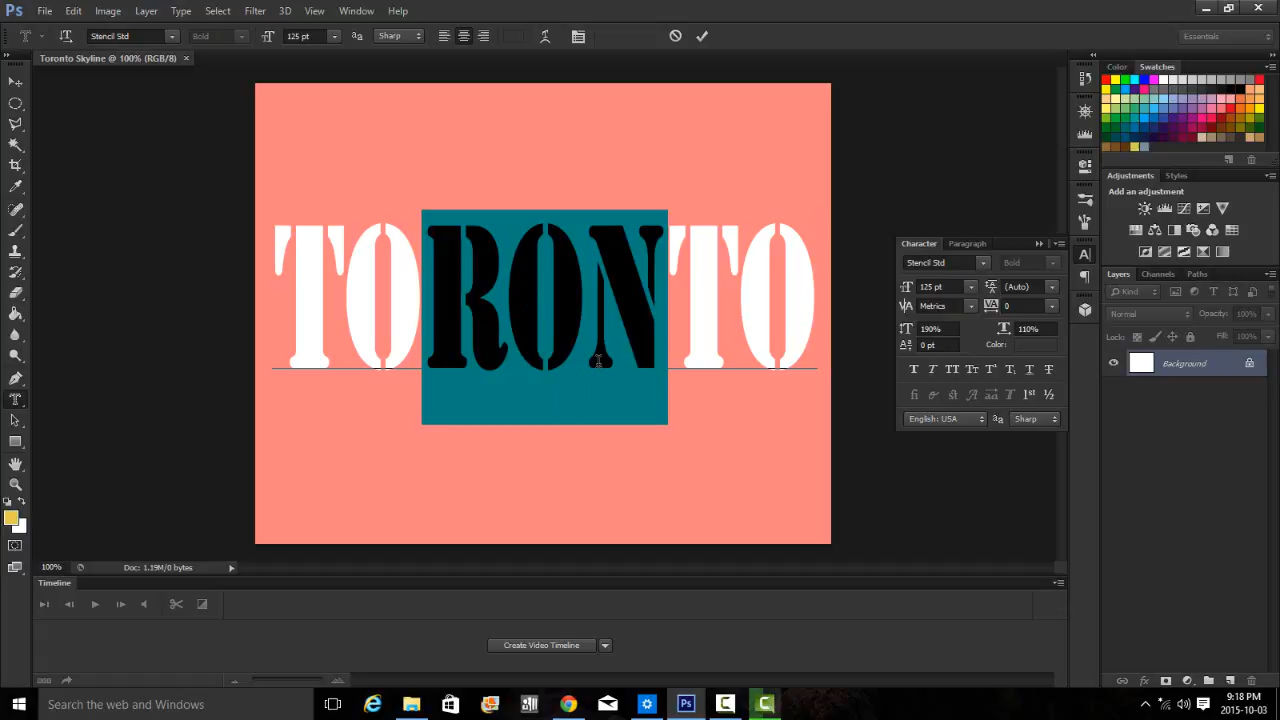 Ps File Edit Image Layer Type Select Filter 3D View Window Help
Stencil Std Bold 125 pt Sharp Essentials
Toronto Skyline @ 100% (RGB/8)
Color Swatches
Adjustments Styles
Add an adjustment
TORONTO
Character Paragraph
Stencil Std Bold
125 pt (Auto)
Metrics 0
190% 110%
0 pt Color:
English: USA Sharp
Layers Channels Paths
Kind
Normal Opacity: 100%
Lock: Fill: 100%
Background
100% Doc: 1.19M/0 bytes
Timeline
Create Video Timeline
Search the web and Windows
9:18 PM
2015-10-03